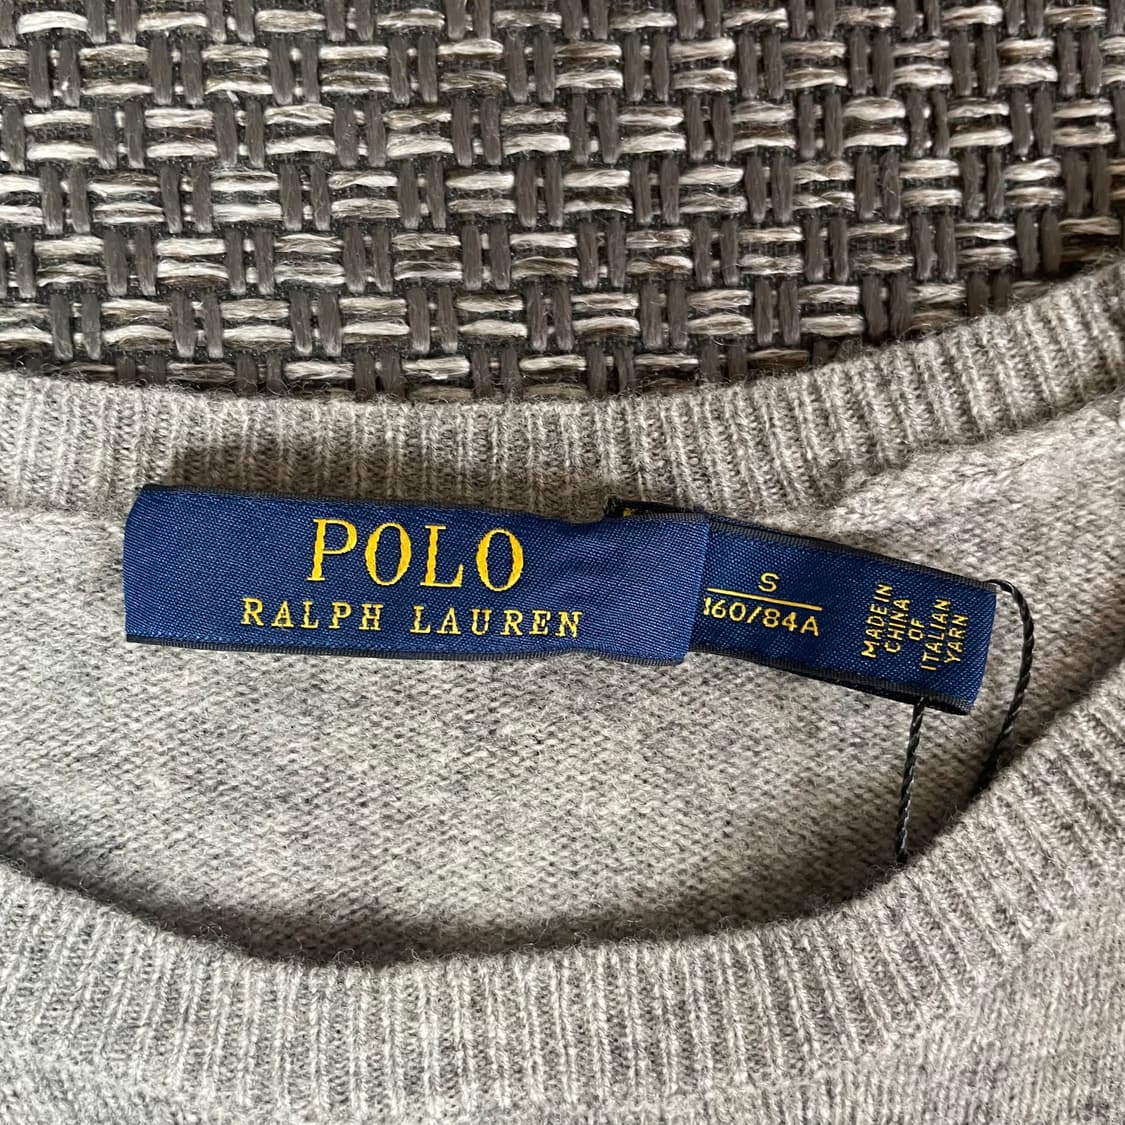 POLO
RALPH LAUREN
S
160/84A
MADE IN
CHINA
OF
ITALIAN
YARN